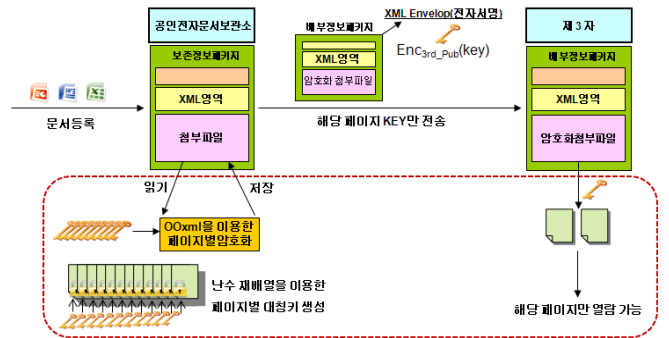 공인전자문서보관소
보존정보패키지
XML영역
첨부파일
문서등록
배부정보패키지
XML영역
암호화 첨부파일
XML Envelop(전자서명)
Enc3rd_Pub(key)
해당 페이지 KEY만 전송
제 3 자
배부정보패키지
XML영역
암호화첨부파일
읽기
저장
OOxml을 이용한
페이지별암호화
난수 재배열을 이용한
페이지별 대칭키 생성
해당 페이지만 열람 가능